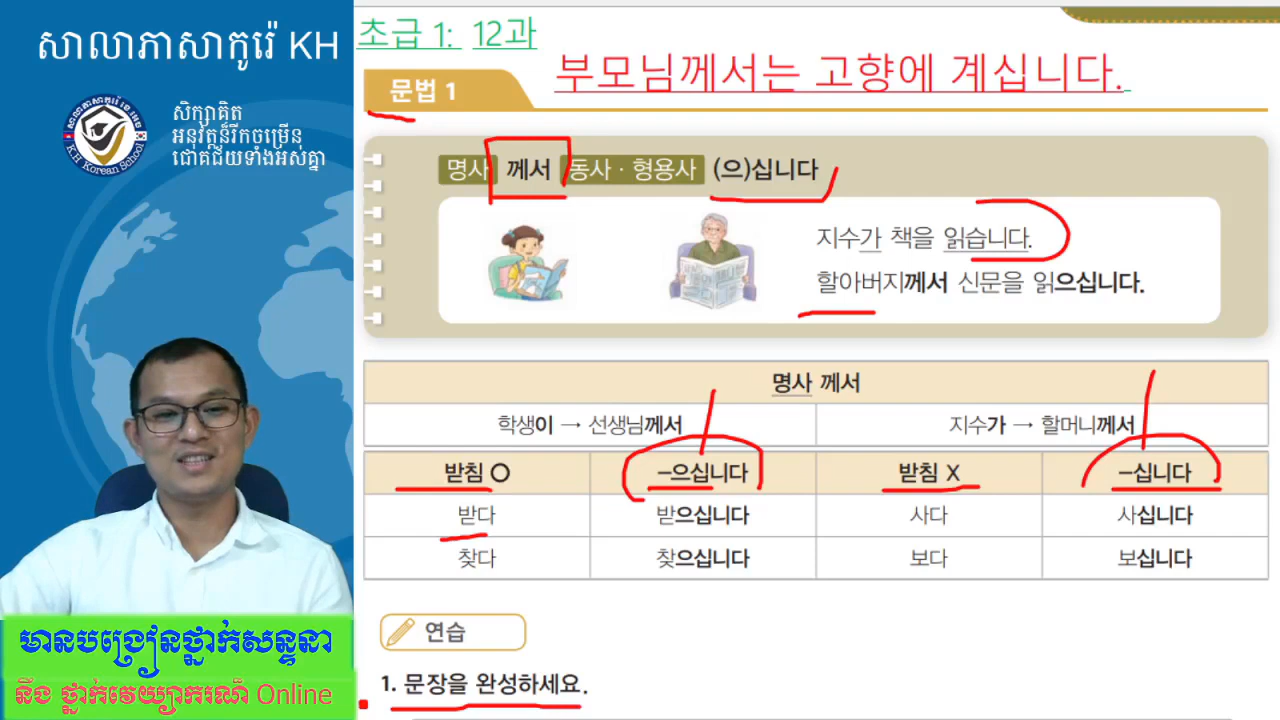 សាលាភាសាកូរ៉េ KH
សិក្សាគិត
អនុវត្តន៍រីកចម្រើន
ជោគជ័យទាំងអស់គ្នា
KH Korean School
មានបង្រៀនថ្នាក់សន្ទនា
នឹង ថ្នាក់វេយ្យាករណ៍ Online
초급 1: 12과
부모님께서는 고향에 계십니다.
문법 1
명사 께서 동사 · 형용사 (으)십니다
지수가 책을 읽습니다.
할아버지께서 신문을 읽으십니다.
명사 께서
학생이 → 선생님께서 지수가 → 할머니께서
받침 O –으십니다 받침 X –십니다
받다 받으십니다 사다 사십니다
찾다 찾으십니다 보다 보십니다
연습
1. 문장을 완성하세요.